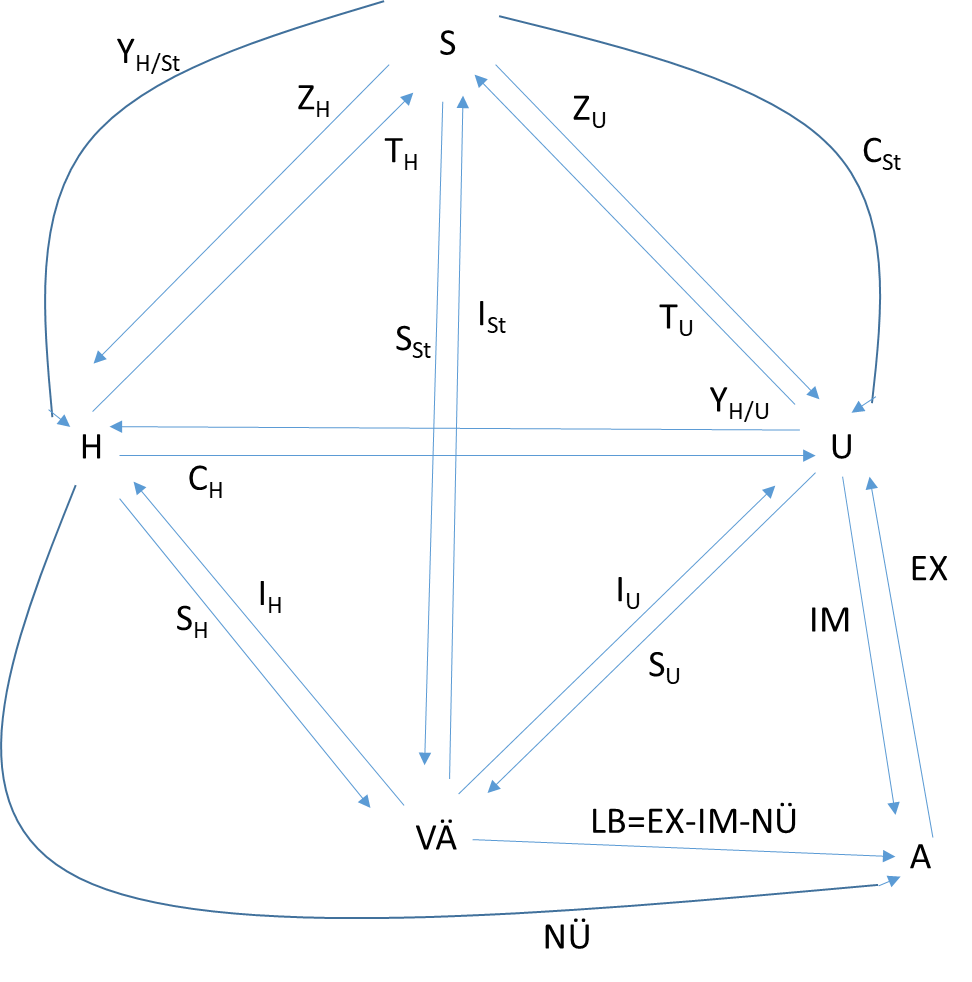 S
Y_H/St
Z_H
Z_U
T_H
C_St
I_St
T_U
S_St
Y_H/U
H
U
C_H
EX
I_H
I_U
S_H
IM
S_U
LB=EX-IM-NÜ
VÄ
A
NÜ